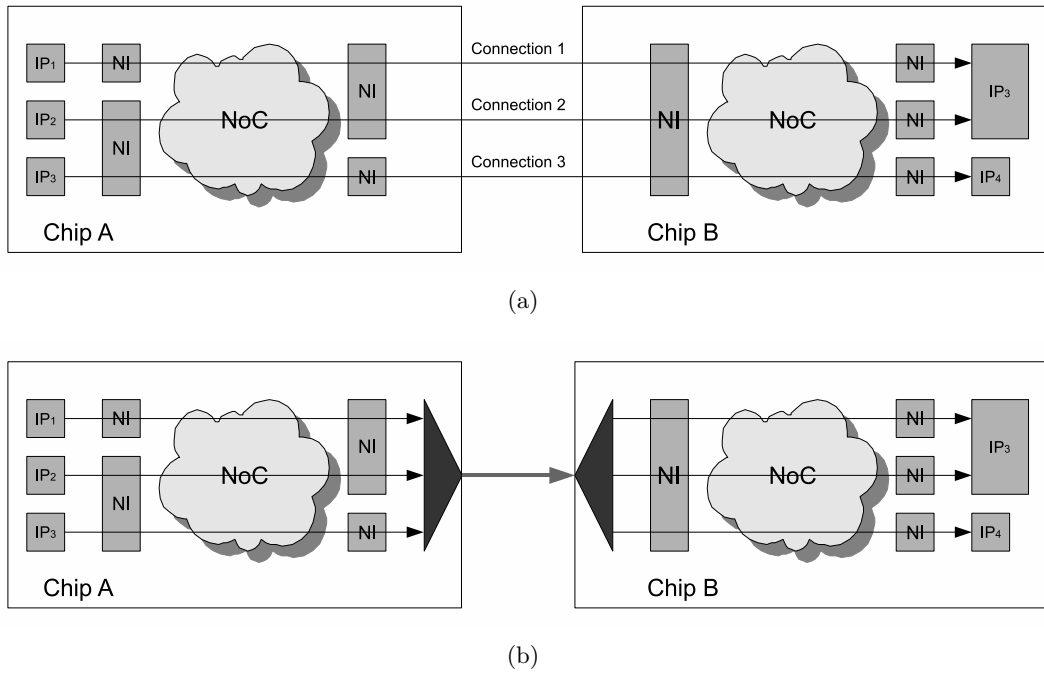 Connection 1
IP1 NI NI NI IP3
IP2 NI NoC Connection 2 NI NoC NI
IP3 NI Connection 3 NI IP4
Chip A Chip B
(a)
IP1 NI NI NI IP3
IP2 NI NoC NI NoC NI
IP3 NI NI IP4
Chip A Chip B
(b)